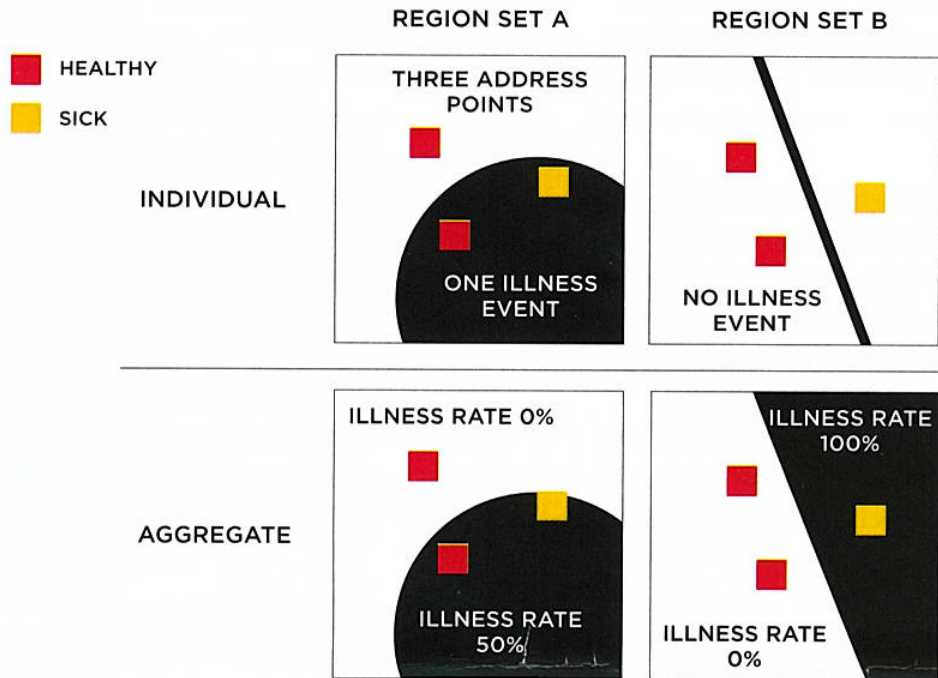 REGION SET A
REGION SET B
HEALTHY
SICK
INDIVIDUAL
THREE ADDRESS
POINTS
ONE ILLNESS
EVENT
NO ILLNESS
EVENT
AGGREGATE
ILLNESS RATE 0%
ILLNESS RATE
50%
ILLNESS RATE
100%
ILLNESS RATE
0%